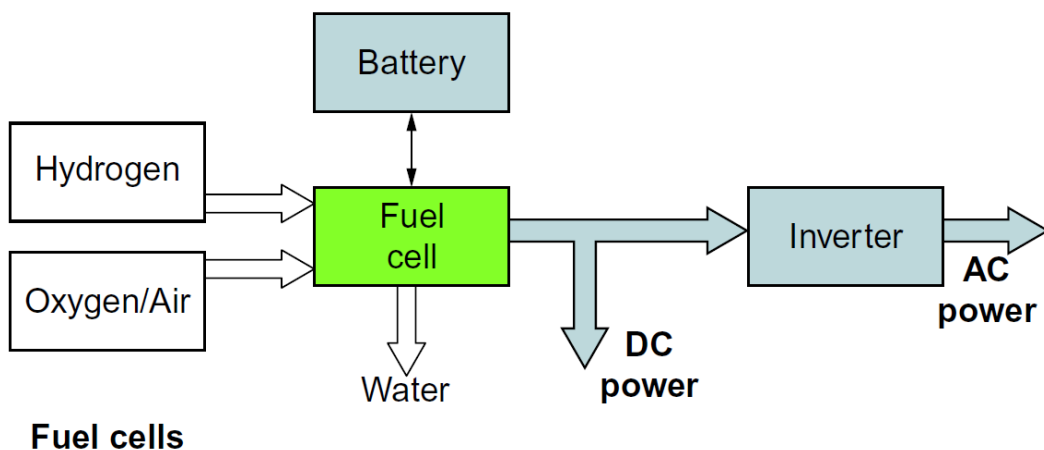 Battery
Hydrogen
Fuel
cell
Inverter
Oxygen/Air
AC
power
Water
DC
power
Fuel cells